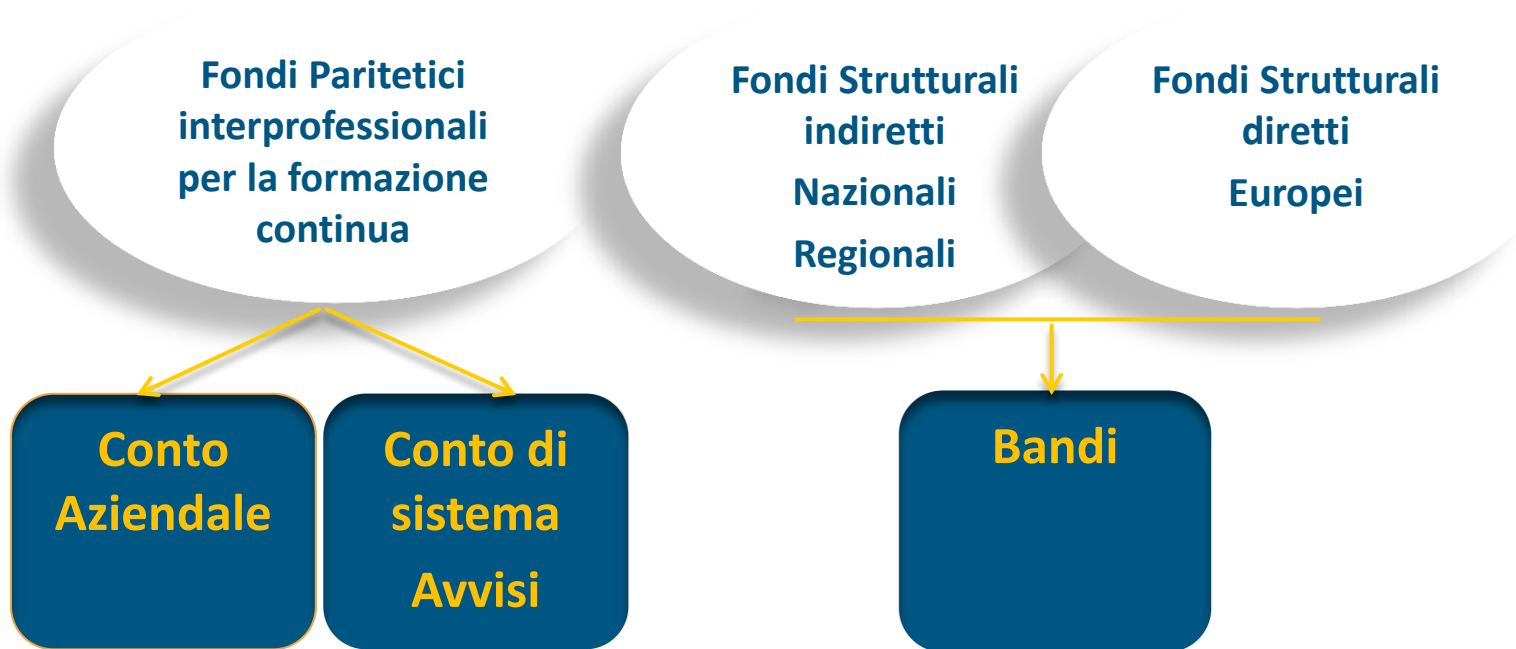 Fondi Paritetici
interprofessionali
per la formazione
continua
Fondi Strutturali
indiretti
Nazionali
Regionali
Fondi Strutturali
diretti
Europei
Conto
Aziendale
Conto di
sistema
Avvisi
Bandi